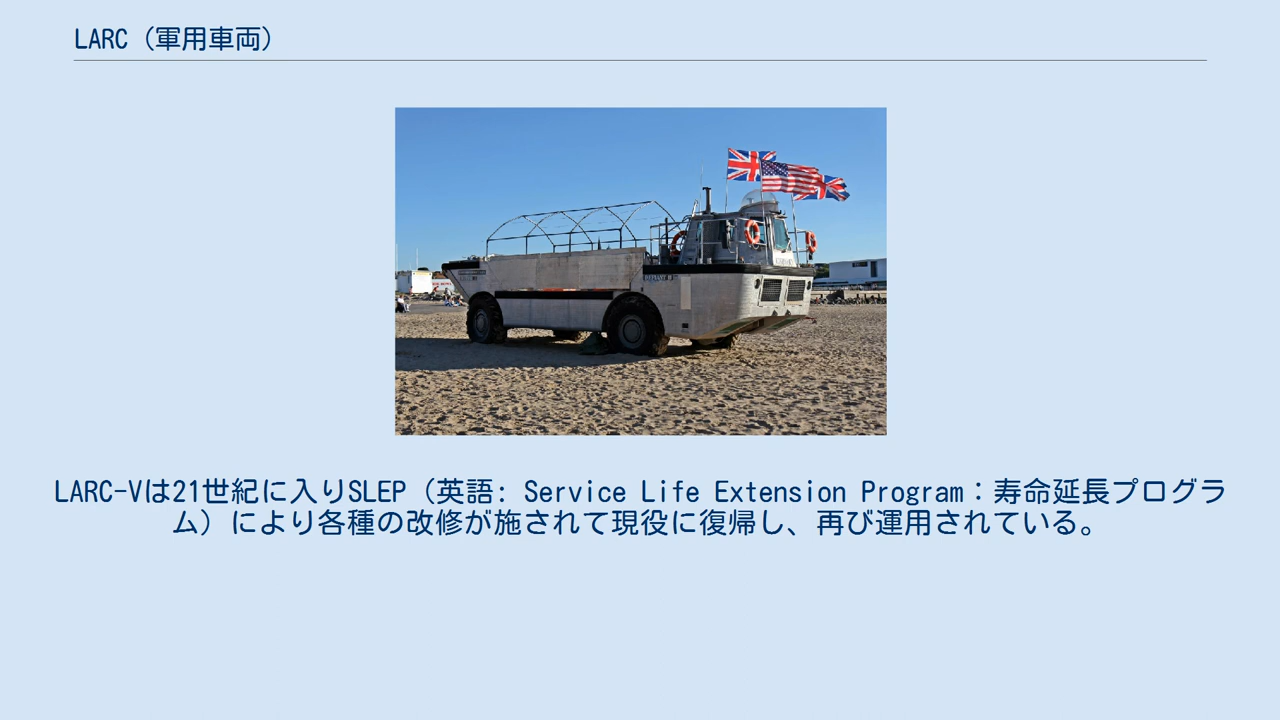 LARC（軍用車両）
LARC-Vは21世紀に入りSLEP（英語: Service Life Extension Program：寿命延長プログラ
ム）により各種の改修が施されて現役に復帰し、再び運用されている。